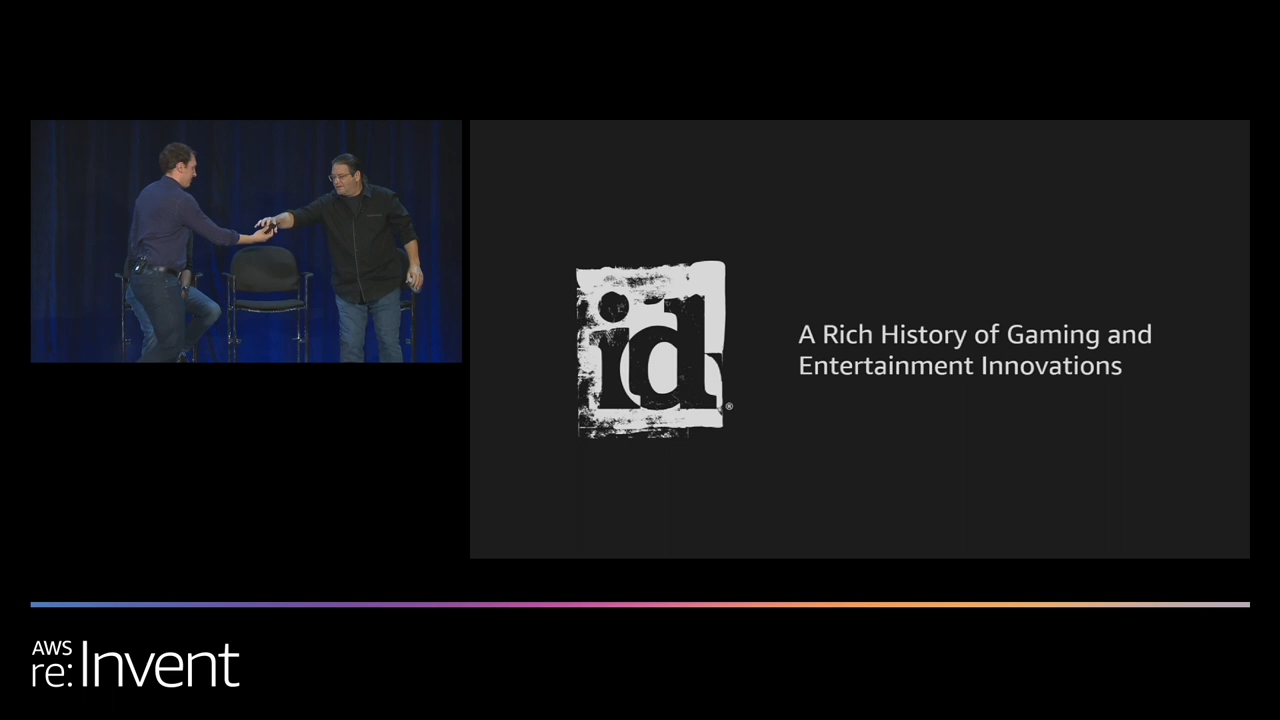 id
®
A Rich History of Gaming and
Entertainment Innovations
AWS
re:Invent